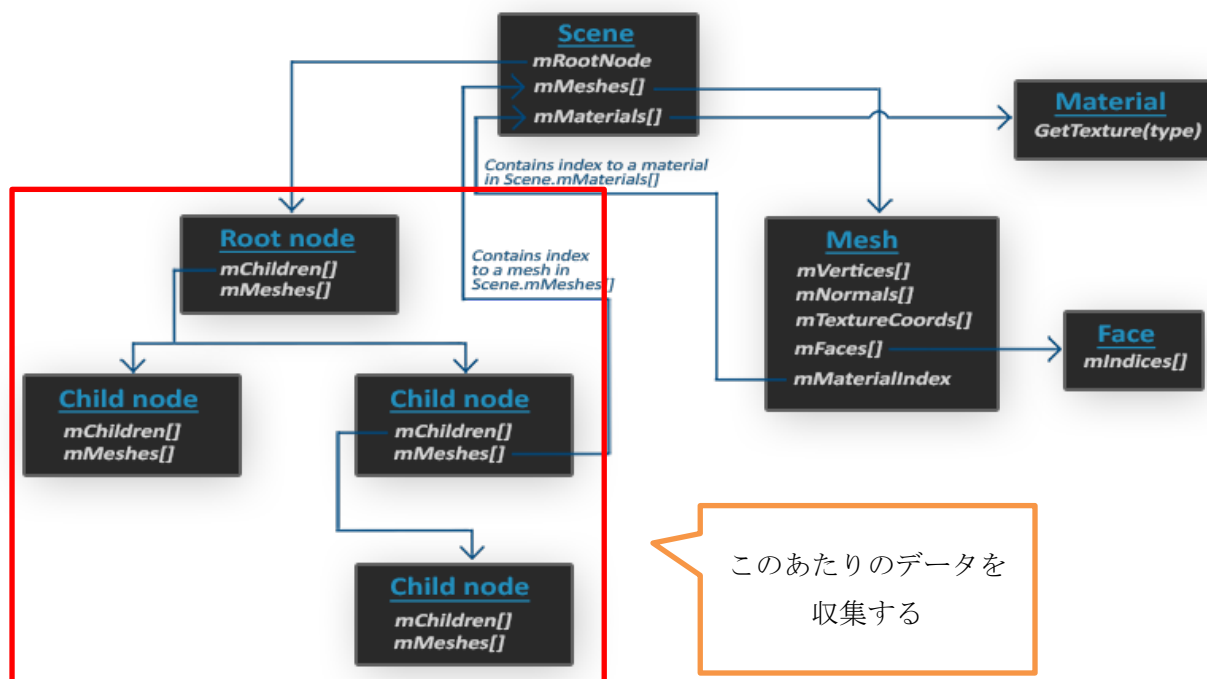 Scene
mRootNode
mMeshes[]
mMaterials[]
Material
GetTexture(type)
Contains index to a material
in Scene.mMaterials[]
Root node
mChildren[]
mMeshes[]
Contains index
to a mesh in
Scene.mMeshes[]
Mesh
mVertices[]
mNormals[]
mTextureCoords[]
mFaces[]
mMaterialIndex
Face
mIndices[]
Child node
mChildren[]
mMeshes[]
Child node
mChildren[]
mMeshes[]
Child node
mChildren[]
mMeshes[]
このあたりのデータを
収集する